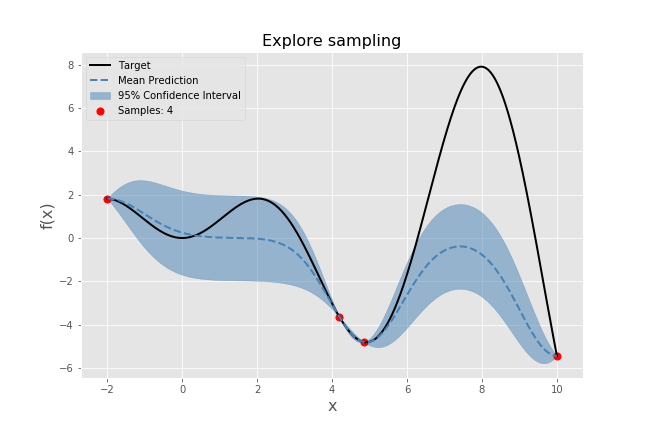 Explore sampling
Target
Mean Prediction
95% Confidence Interval
Samples: 4
f(x)
8
6
4
2
0
−2
−4
−6
−2 0 2 4 6 8 10
x